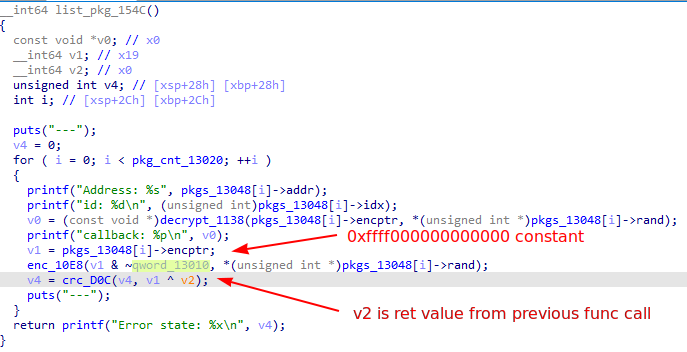 __int64 list_pkg_154C()
{
const void *v0; // x0
__int64 v1; // x19
__int64 v2; // x0
unsigned int v4; // [xsp+28h] [xbp+28h]
int i; // [xsp+2Ch] [xbp+2Ch]
puts("---");
v4 = 0;
for ( i = 0; i < pkg_cnt_13020; ++i )
{
printf("Address: %s", pkgs_13048[i]->addr);
printf("id: %d\n", (unsigned int)pkgs_13048[i]->idx);
v0 = (const void *)decrypt_1138(pkgs_13048[i]->encptr, *(unsigned int *)pkgs_13048[i]->rand);
printf("callback: %p\n", v0);
v1 = pkgs_13048[i]->encptr;
0xffff000000000000 constant
enc_10E8(v1 & ~qword_13010, *(unsigned int *)pkgs_13048[i]->rand);
v4 = crc_D0C(v4, v1 ^ v2);
puts("---");
v2 is ret value from previous func call
}
return printf("Error state: %x\n", v4);
}